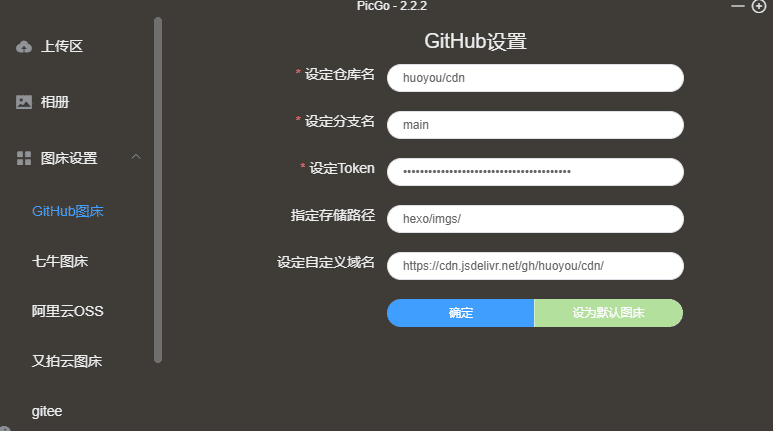 PicGo - 2.2.2
上传区
相册
图床设置
GitHub图床
七牛图床
阿里云OSS
又拍云图床
gitee
GitHub设置
* 设定仓库名
huoyou/cdn
* 设定分支名
main
* 设定Token
••••••••••••••••••••••••••••••••••••••••
指定存储路径
hexo/imgs/
设定自定义域名
https://cdn.jsdelivr.net/gh/huoyou/cdn/
确定
设为默认图床